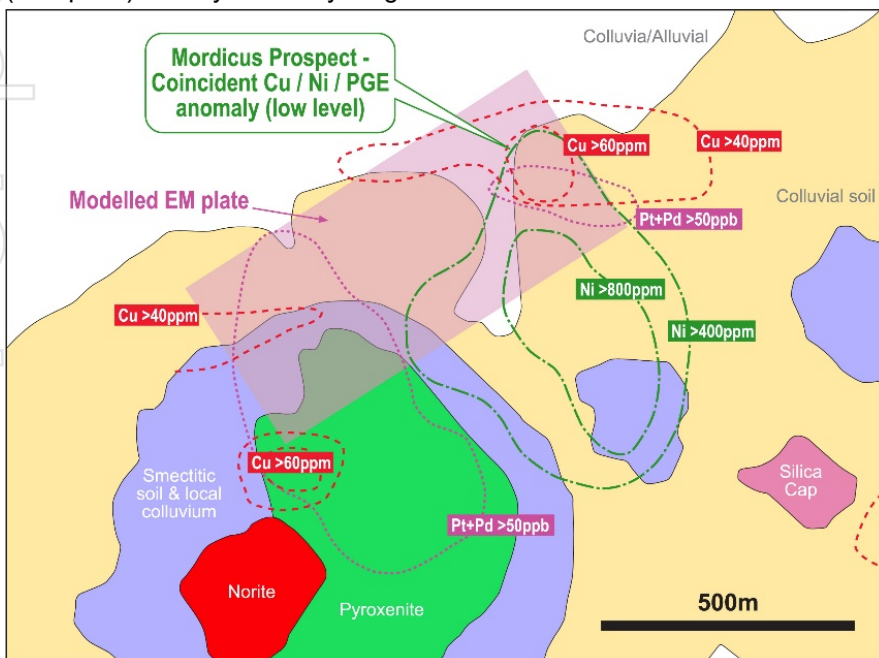 Colluvia/Alluvial
Mordicus Prospect -
Coincident Cu / Ni / PGE
anomaly (low level)
Cu >60ppm
Cu >40ppm
Modelled EM plate
Colluvial soil
Pt+Pd >50ppb
Ni >800ppm
Cu >40ppm
Ni >400ppm
Cu >60ppm
Smectitic
soil & local
colluvium
Silica
Cap
Pt+Pd >50ppb
Norite
Pyroxenite
500m